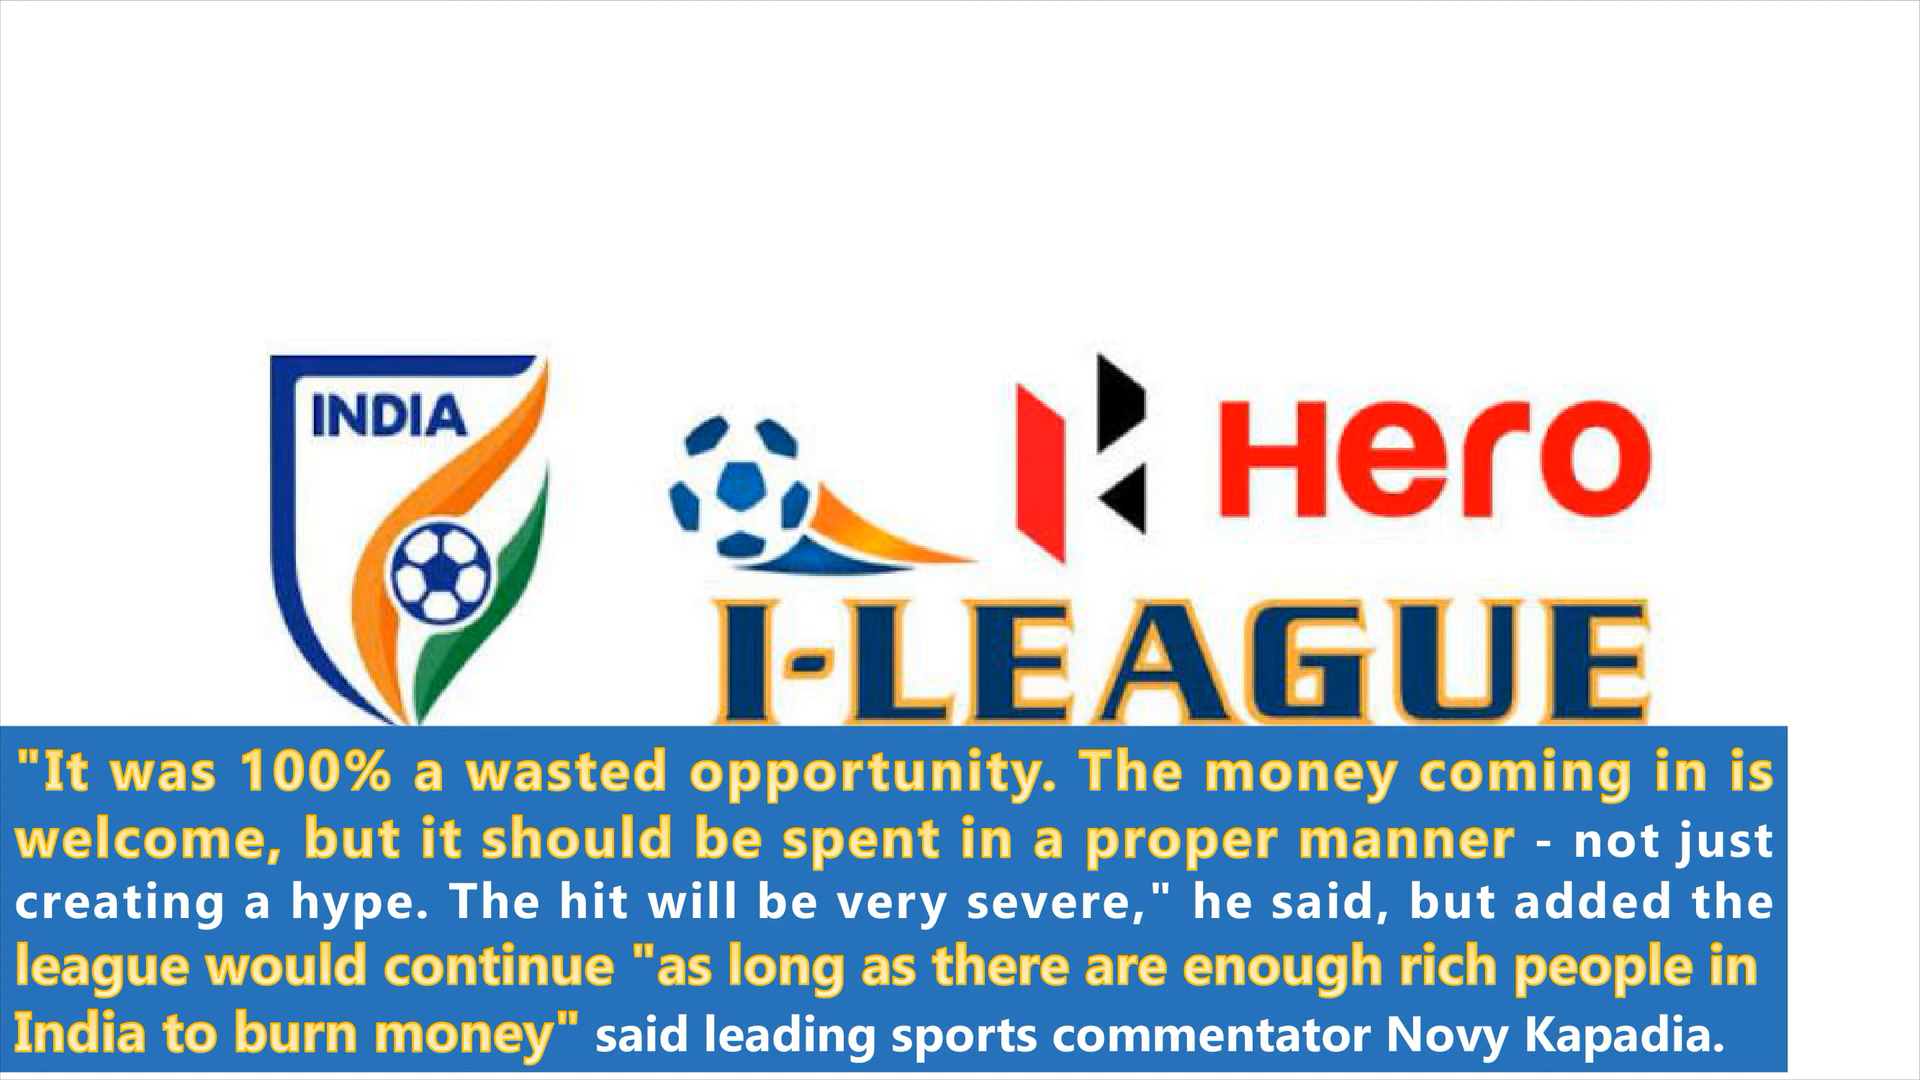 INDIA
Hero
I-LEAGUE
"It was 100% a wasted opportunity. The money coming in is
welcome, but it should be spent in a proper manner - not just
creating a hype. The hit will be very severe," he said, but added the
league would continue "as long as there are enough rich people in
India to burn money" said leading sports commentator Novy Kapadia.